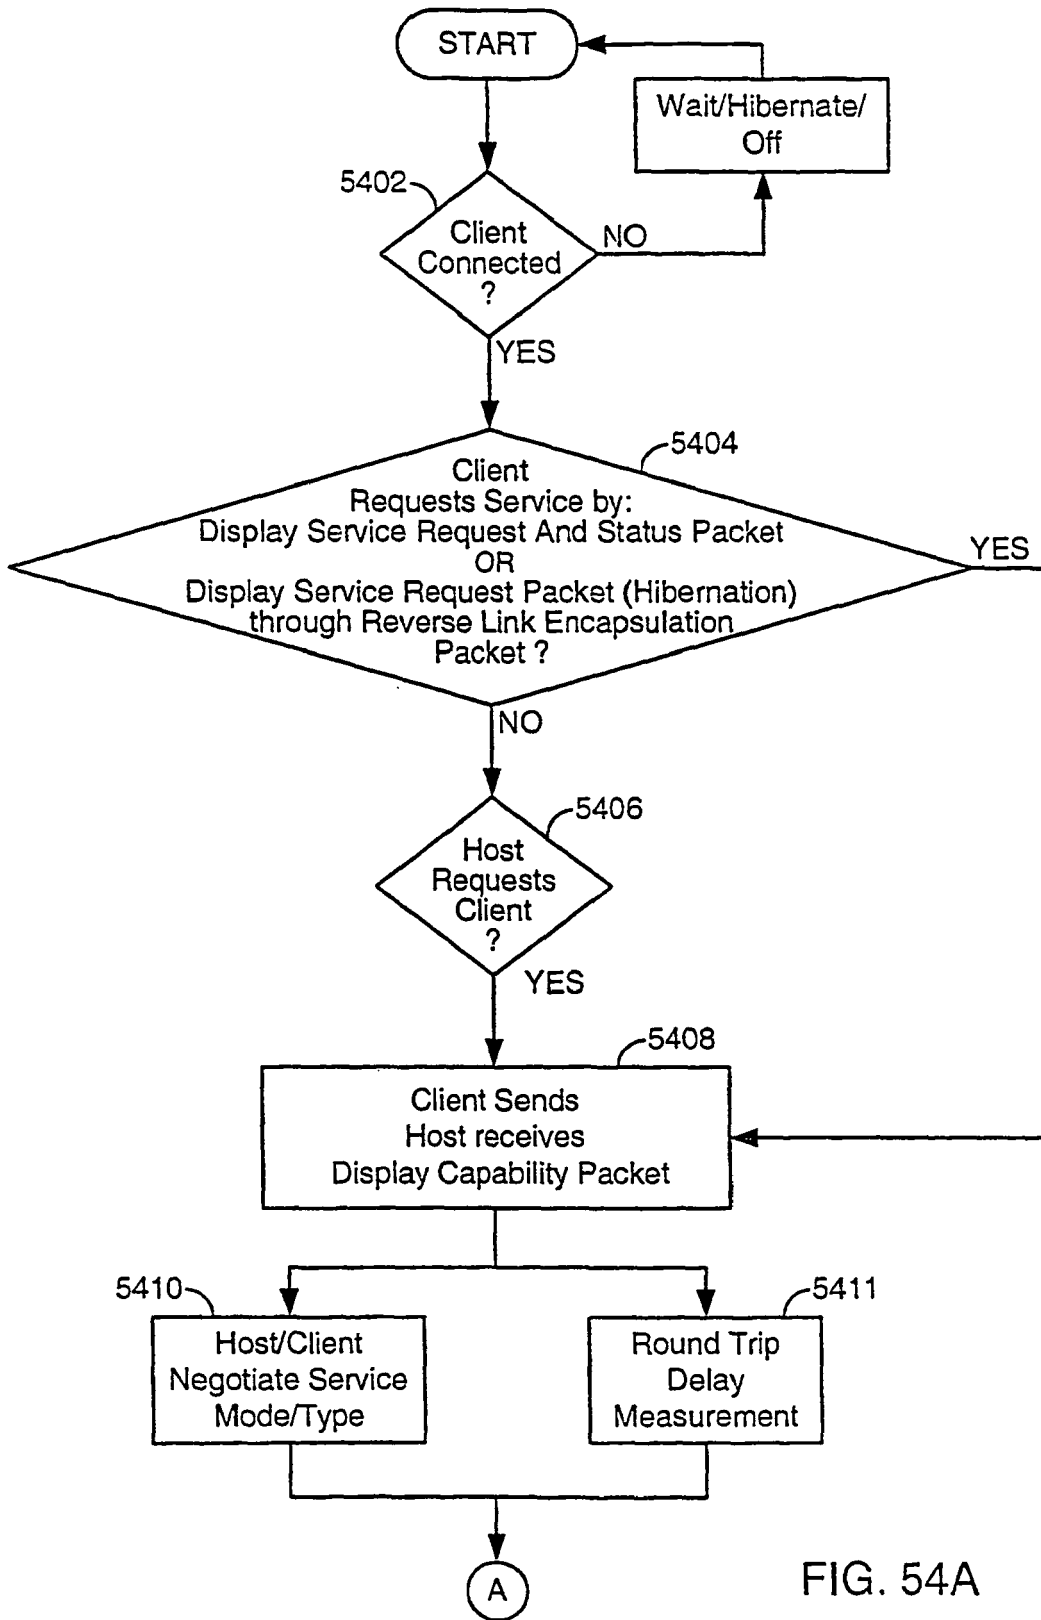 START
Wait/Hibernate/
Off
5402
Client
Connected
?
NO
YES
5404
Client
Requests Service by:
Display Service Request And Status Packet
OR
Display Service Request Packet (Hibernation)
through Reverse Link Encapsulation
Packet ?
YES
NO
5406
Host
Requests
Client
?
YES
5408
Client Sends
Host receives
Display Capability Packet
5410
Host/Client
Negotiate Service
Mode/Type
5411
Round Trip
Delay
Measurement
A
FIG. 54A